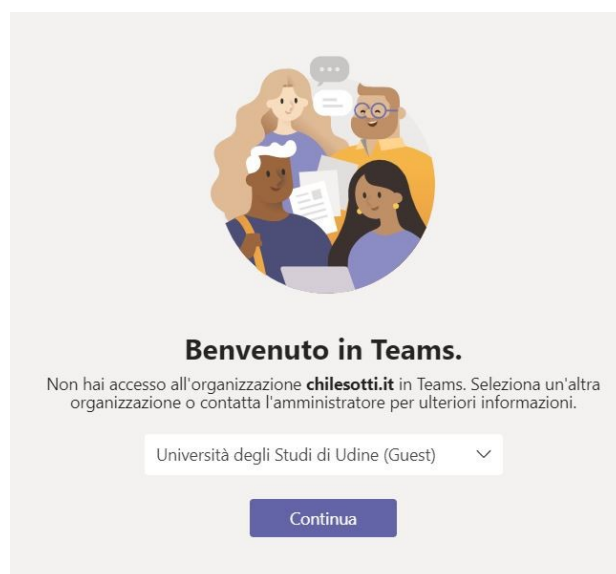 Benvenuto in Teams.
Non hai accesso all'organizzazione chilesotti.it in Teams. Seleziona un'altra
organizzazione o contatta l'amministratore per ulteriori informazioni.
Università degli Studi di Udine (Guest)
Continua